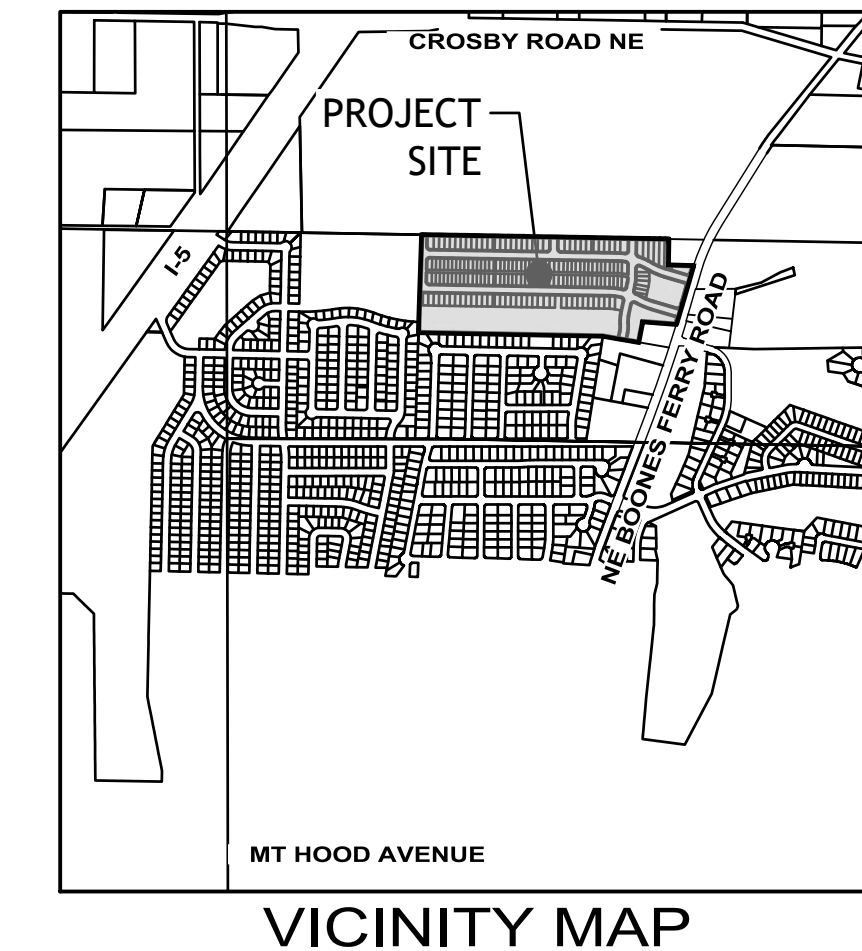 CROSBY ROAD NE
PROJECT
SITE
I-5
NE BOONES FERRY ROAD
MT HOOD AVENUE
VICINITY MAP